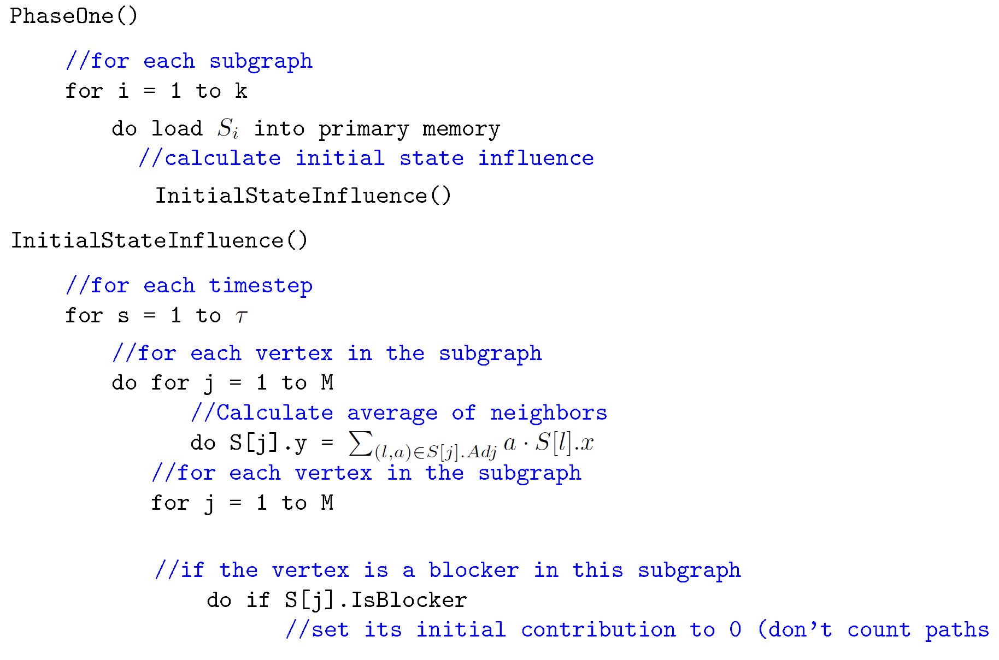 PhaseOne()
//for each subgraph
for i = 1 to k
do load S_i into primary memory
//calculate initial state influence
InitialStateInfluence()
InitialStateInfluence()
//for each timestep
for s = 1 to τ
//for each vertex in the subgraph
do for j = 1 to M
//Calculate average of neighbors
do S[j].y = ∑_{(l,a)∈S[j].Adj} a · S[l].x
//for each vertex in the subgraph
for j = 1 to M
//if the vertex is a blocker in this subgraph
do if S[j].IsBlocker
//set its initial contribution to 0 (don't count paths